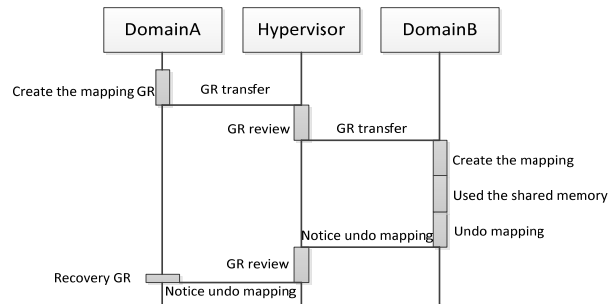 DomainA
Hypervisor
DomainB
Create the mapping GR
GR transfer
GR review
GR transfer
Create the mapping
Used the shared memory
Undo mapping
Notice undo mapping
GR review
Recovery GR
Notice undo mapping